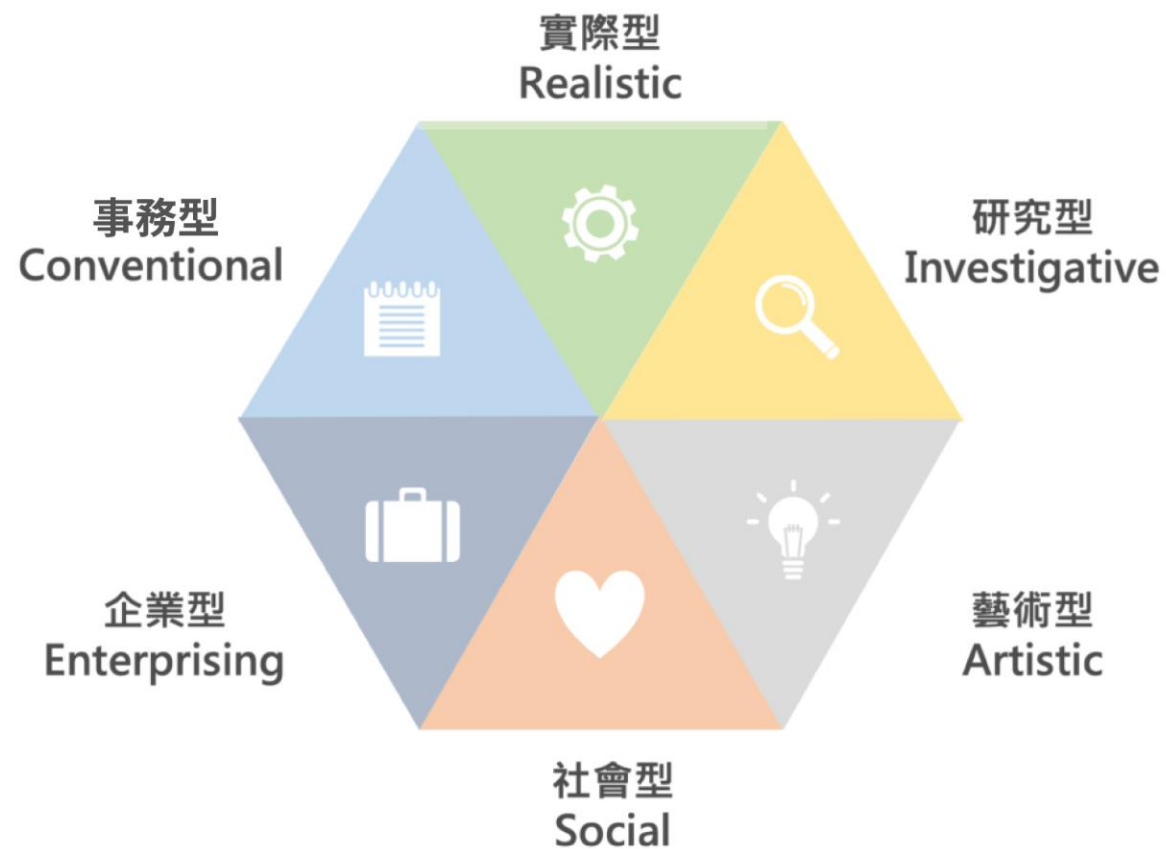 實際型
Realistic
事務型
Conventional
研究型
Investigative
企業型
Enterprising
藝術型
Artistic
社會型
Social